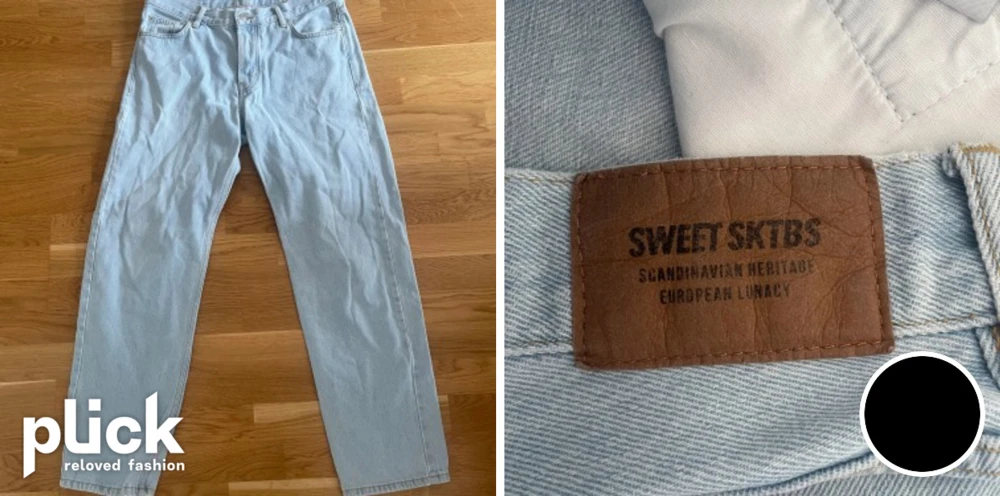 plick
reloved fashion
SWEET SKTBS
SCANDINAVIAN HERITAGE
EUROPEAN LUNACY